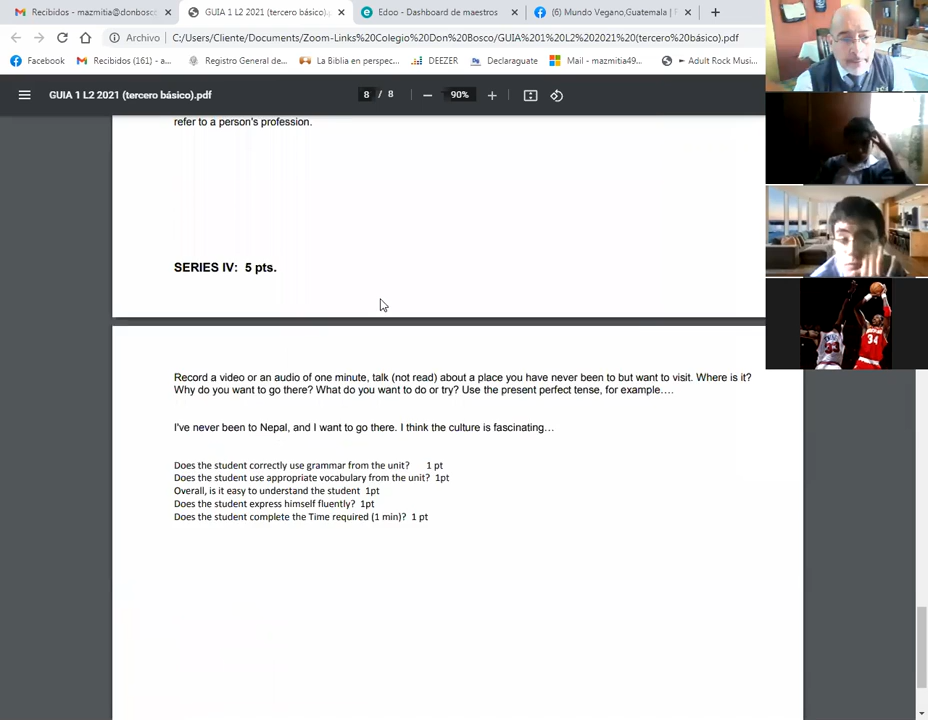 Recibidos - mazmitia@donbosco
GUIA 1 L2 2021 (tercero básico).
Edoo - Dashboard de maestros
(6) Mundo Vegano,Guatemala | F
Archivo
C:/Users/Cliente/Documents/Zoom-Links%20Colegio%20Don%20Bosco/GUIA%201%20L2%202021%20(tercero%20básico).pdf
Facebook
Recibidos (161) - a...
Registro General de...
La Biblia en perspec...
DEEZER
Declaraguate
Mail - mazmitia49...
► Adult Rock Musi...
GUIA 1 L2 2021 (tercero básico).pdf
8 / 8
90%
refer to a person's profession.
SERIES IV: 5 pts.
Record a video or an audio of one minute, talk (not read) about a place you have never been to but want to visit. Where is it?
Why do you want to go there? What do you want to do or try? Use the present perfect tense, for example….
I've never been to Nepal, and I want to go there. I think the culture is fascinating…
Does the student correctly use grammar from the unit? 1 pt
Does the student use appropriate vocabulary from the unit? 1pt
Overall, is it easy to understand the student 1pt
Does the student express himself fluently? 1pt
Does the student complete the Time required (1 min)? 1 pt
33
34